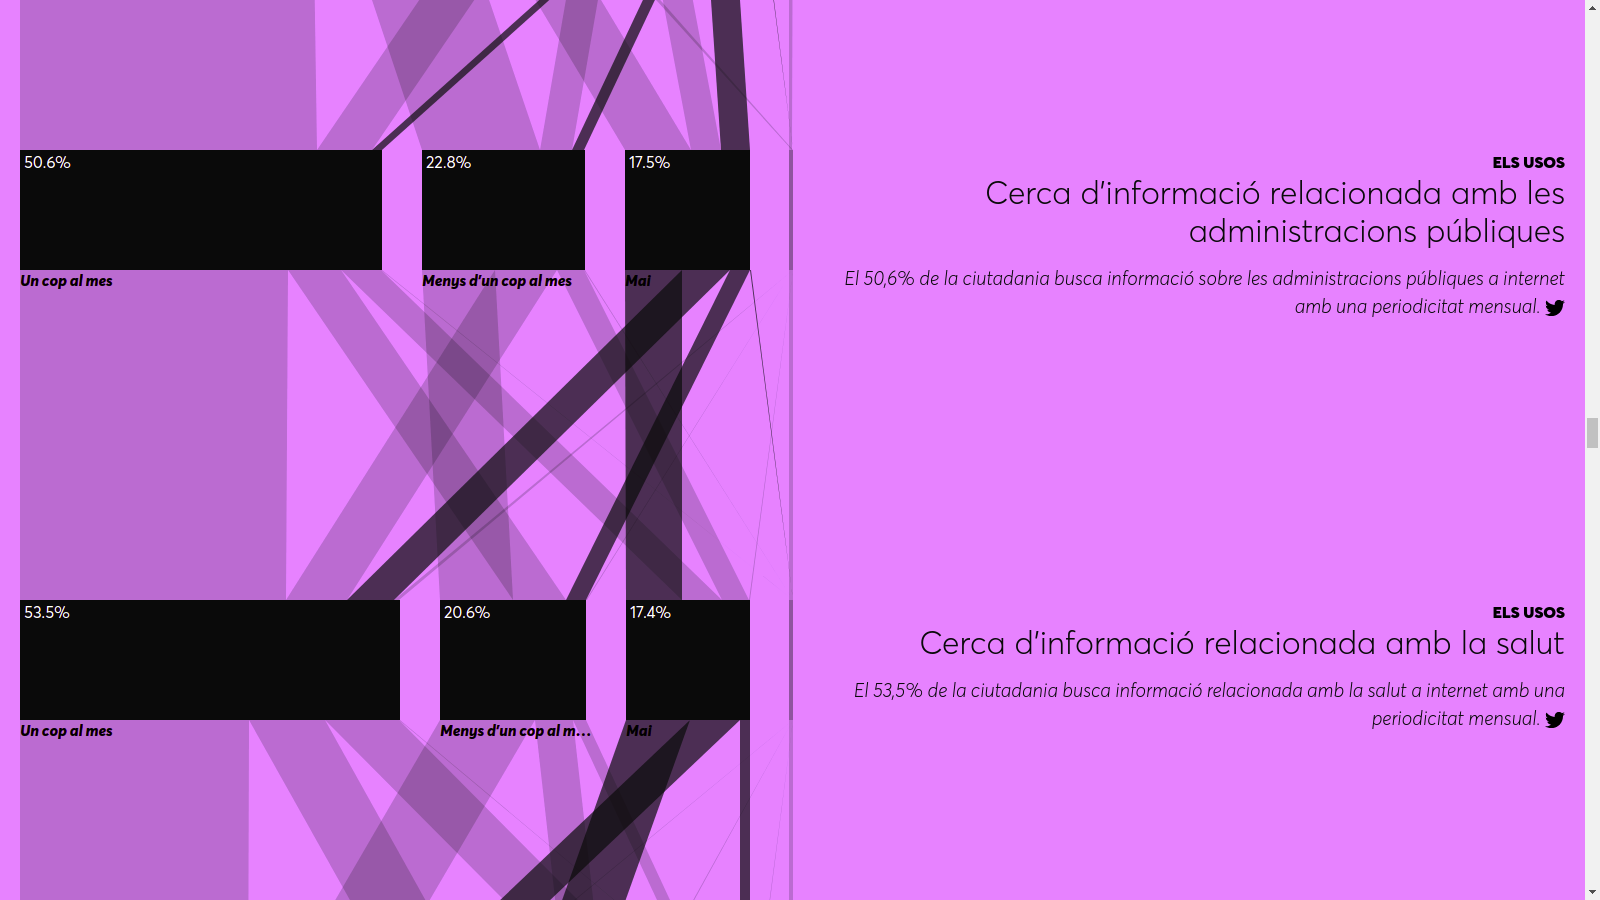 50.6%
22.8%
17.5%
Un cop al mes
Menys d'un cop al mes
Mai
ELS USOS
Cerca d'informació relacionada amb les
administracions públiques
El 50,6% de la ciutadania busca informació sobre les administracions públiques a internet
amb una periodicitat mensual.
53.5%
20.6%
17.4%
Un cop al mes
Menys d'un cop al m...
Mai
ELS USOS
Cerca d'informació relacionada amb la salut
El 53,5% de la ciutadania busca informació relacionada amb la salut a internet amb una
periodicitat mensual.